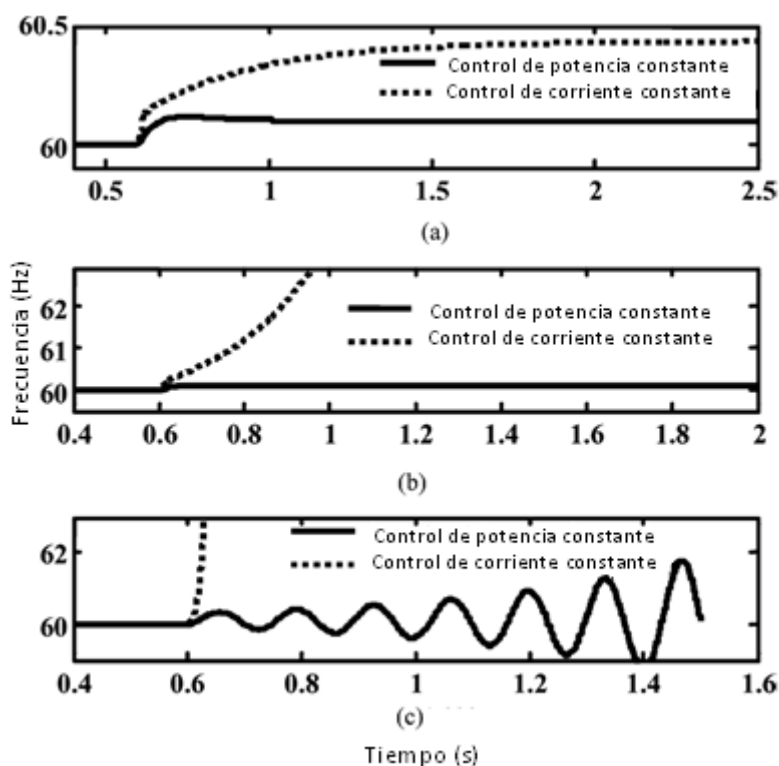 60.5
60
Control de potencia constante
Control de corriente constante
0.5 1 1.5 2 2.5
(a)
Frecuencia (Hz)
62
61
60
Control de potencia constante
Control de corriente constante
0.4 0.6 0.8 1 1.2 1.4 1.6 1.8 2
(b)
62
60
Control de potencia constante
Control de corriente constante
0.4 0.6 0.8 1 1.2 1.4 1.6
(c)
Tiempo (s)